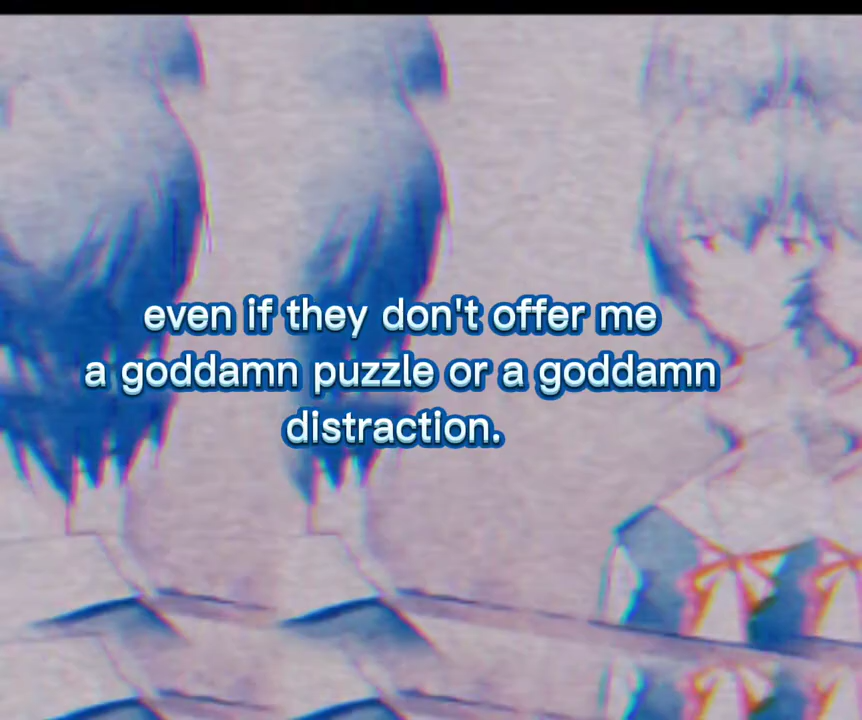 even if they don't offer me
a goddamn puzzle or a goddamn
distraction.